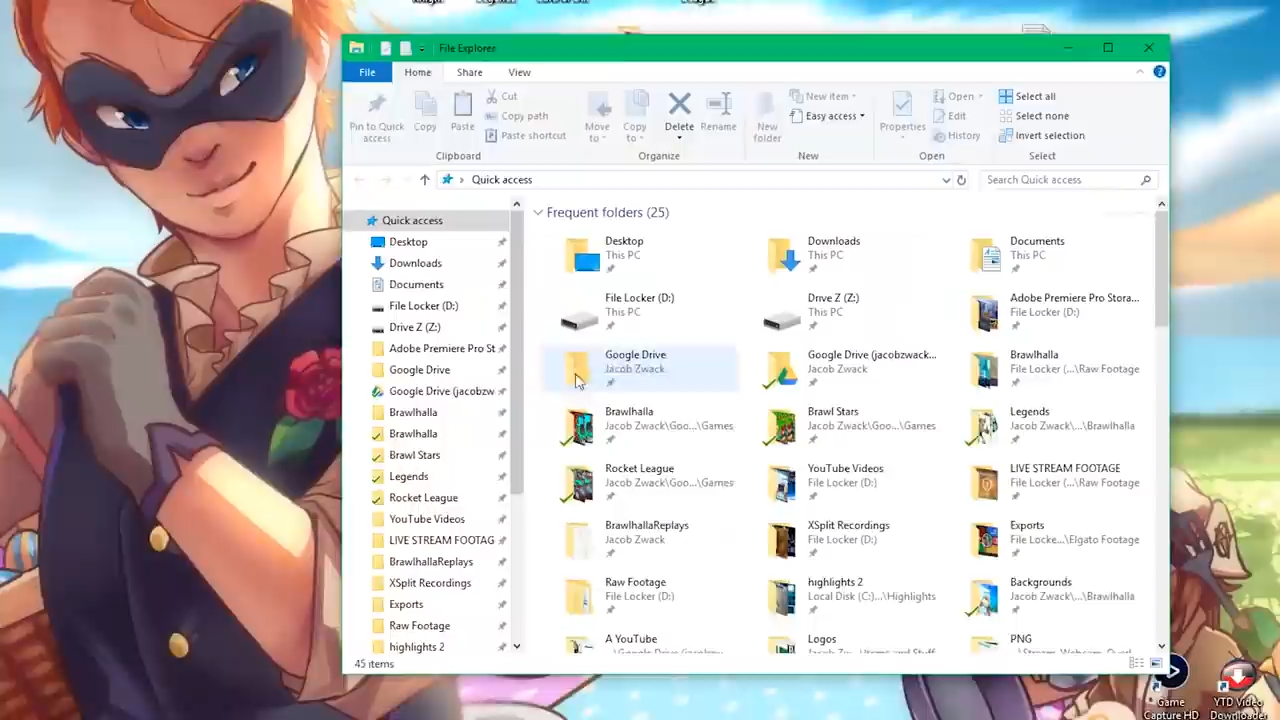 File Explorer
File Home Share View
Pin to Quick access
Copy
Paste
Cut
Copy path
Paste shortcut
Clipboard
Move to
Copy to
Delete
Rename
Organize
New folder
New item
Easy access
New
Properties
Open
Edit
History
Open
Select all
Select none
Invert selection
Select
Quick access
Search Quick access
Quick access
Desktop
Downloads
Documents
File Locker (D:)
Drive Z (Z:)
Adobe Premiere Pro St
Google Drive
Google Drive (jacobzw
Brawlhalla
Brawlhalla
Brawl Stars
Legends
Rocket League
YouTube Videos
LIVE STREAM FOOTAG
BrawlhallaReplays
XSplit Recordings
Exports
Raw Footage
highlights 2
Frequent folders (25)
Desktop
This PC
Downloads
This PC
Documents
This PC
File Locker (D:)
This PC
Drive Z (Z:)
This PC
Adobe Premiere Pro Stora...
File Locker (D:)
Google Drive
Jacob Zwack
Google Drive (jacobzwack...
Jacob Zwack
Brawlhalla
File Locker (...\Raw Footage
Brawlhalla
Jacob Zwack\Goo...\Games
Brawl Stars
Jacob Zwack\Goo...\Games
Legends
Jacob Zwack\...\Brawlhalla
Rocket League
Jacob Zwack\Goo...\Games
YouTube Videos
File Locker (D:)
LIVE STREAM FOOTAGE
File Locker (...\Raw Footage
BrawlhallaReplays
Jacob Zwack
XSplit Recordings
File Locker (D:)
Exports
File Locke...\Elgato Footage
Raw Footage
File Locker (D:)
highlights 2
Local Disk (C:)...\Highlights
Backgrounds
Jacob Zwack\...\Brawlhalla
A YouTube
Logos
PNG
45 items
Game
Capture HD
YTD Video
Downloader